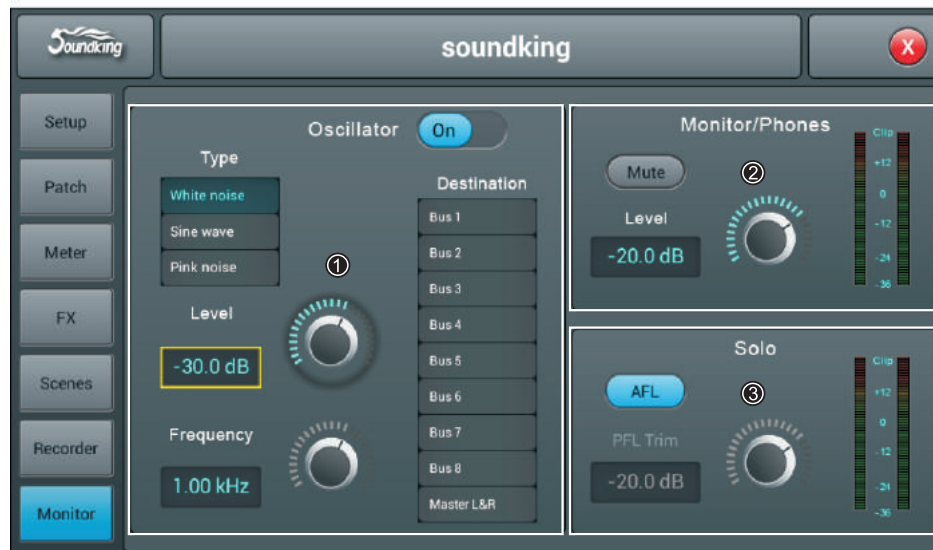 Soundking
soundking
X
Setup
Patch
Meter
FX
Scenes
Recorder
Monitor
Oscillator
On
Type
White noise
Sine wave
Pink noise
①
Level
-30.0 dB
Frequency
1.00 kHz
Destination
Bus 1
Bus 2
Bus 3
Bus 4
Bus 5
Bus 6
Bus 7
Bus 8
Master L&R
Monitor/Phones
Mute
②
Level
-20.0 dB
Clip
+12
0
-12
-24
-36
Solo
AFL
③
PFL Trim
-20.0 dB
Clip
+12
0
-12
-24
-36